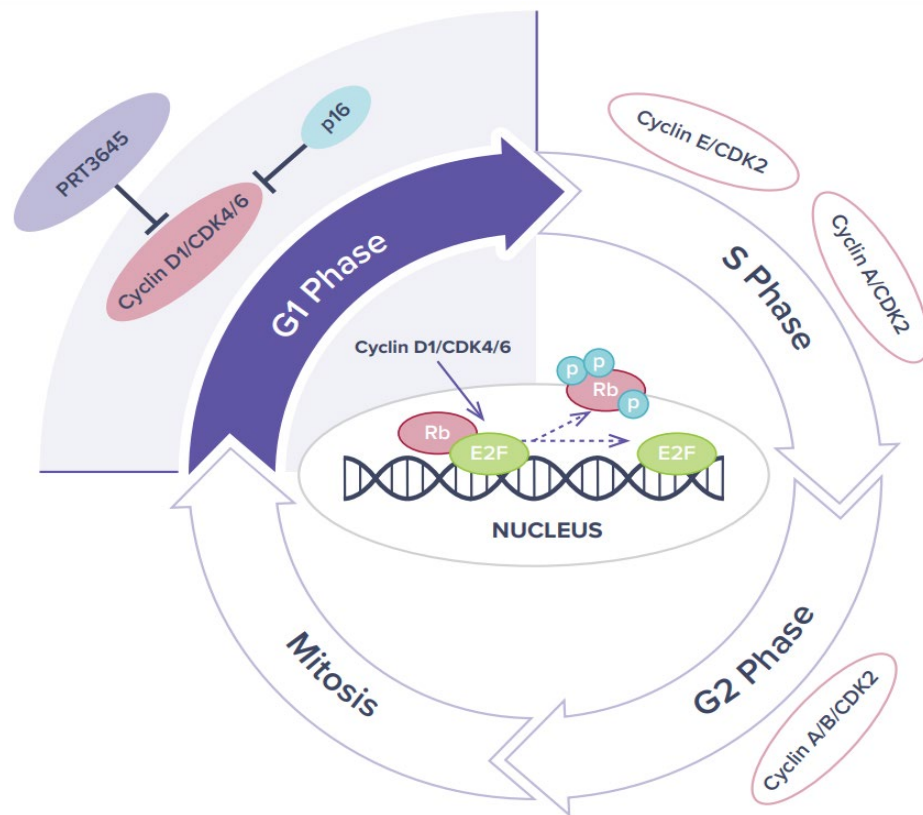 PRT3645
p16
Cyclin D1/CDK4/6
G1 Phase
Cyclin E/CDK2
Cyclin A/CDK2
S Phase
Cyclin D1/CDK4/6
Rb
E2F
p
p
Rb
p
E2F
NUCLEUS
Mitosis
G2 Phase
Cyclin A/B/CDK2